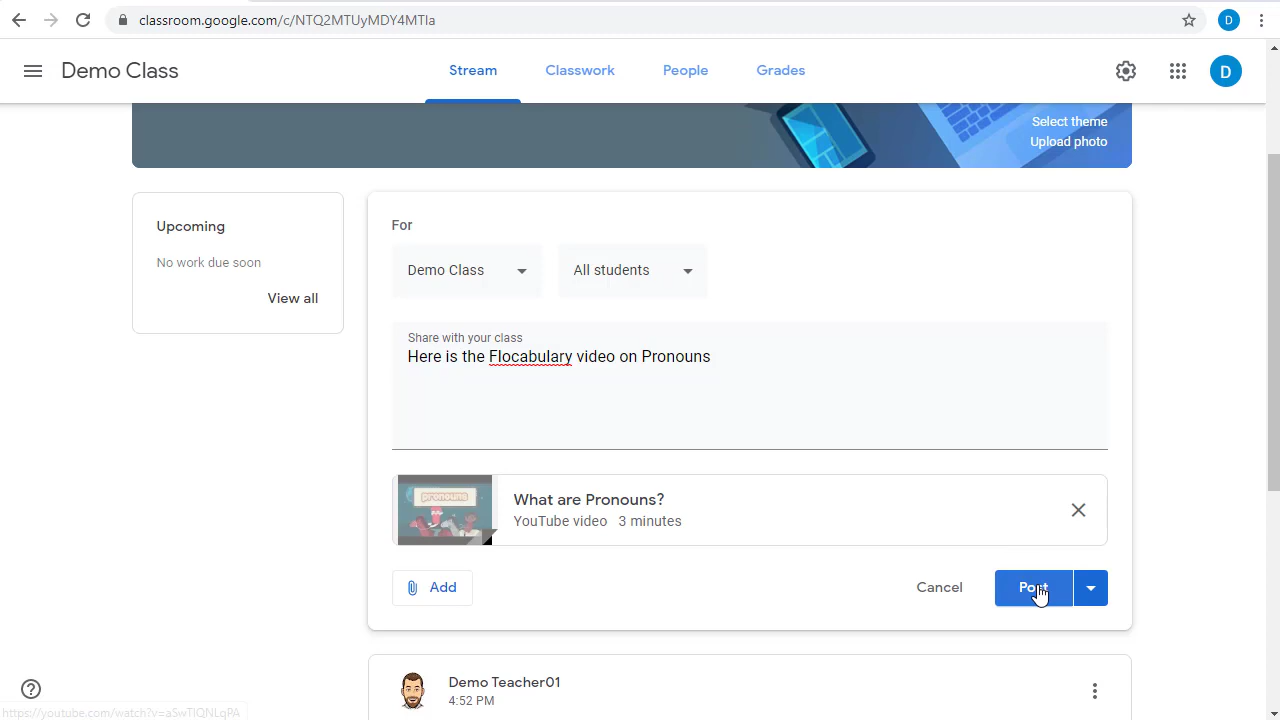 classroom.google.com/c/NTQ2MTUyMDY4MTla
D
Demo Class
Stream
Classwork
People
Grades
D
Select theme
Upload photo
Upcoming
No work due soon
View all
For
Demo Class
All students
Share with your class
Here is the Flocabulary video on Pronouns
pronouns
What are Pronouns?
YouTube video 3 minutes
Add
Cancel
Post
Demo Teacher01
4:52 PM
https://youtube.com/watch?v=aSwTIQNLqPA